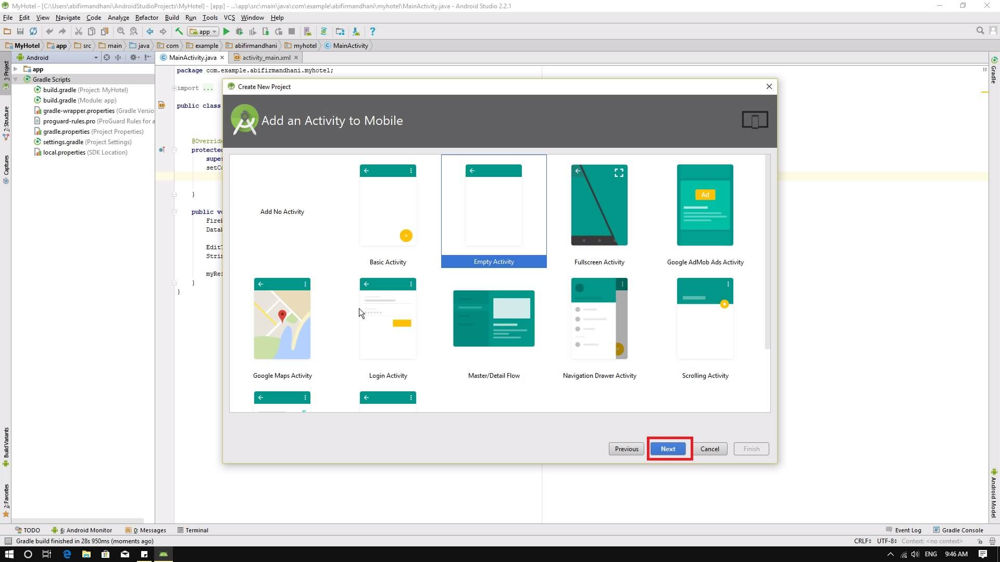 MyHotel - [C:\Users\abifirmandhani\AndroidStudioProjects\MyHotel] - [app] - ...\app\src\main\java\com\example\abifirmandhani\myhotel\MainActivity.java - Android Studio 2.2.1
File Edit View Navigate Code Analyze Refactor Build Run Tools VCS Window Help
app
MyHotel app src main java com example abifirmandhani myhotel MainActivity
Android
MainActivity.java
activity_main.xml
1: Project
7: Structure
Captures
Build Variants
2: Favorites
app
Gradle Scripts
build.gradle (Project: MyHotel)
build.gradle (Module: app)
gradle-wrapper.properties (Gradle Versio
proguard-rules.pro (ProGuard Rules for a
gradle.properties (Project Properties)
settings.gradle (Project Settings)
local.properties (SDK Location)
package com.example.abifirmandhani.myhotel;
import ...
public class
@Override
protected
super
setCo
}
public vo
Fireb
Datab
EditT
Strin
myRef
}
}
Create New Project
Add an Activity to Mobile
Add No Activity
Basic Activity
Empty Activity
Fullscreen Activity
Ad
Google AdMob Ads Activity
Google Maps Activity
Login Activity
Master/Detail Flow
Navigation Drawer Activity
Scrolling Activity
Previous
Next
Cancel
Finish
Gradle
Android Model
TODO
6: Android Monitor
0: Messages
Terminal
Event Log
Gradle Console
Gradle build finished in 28s 950ms (moments ago)
CRLF
UTF-8
Context: <no context>
ENG
9:46 AM